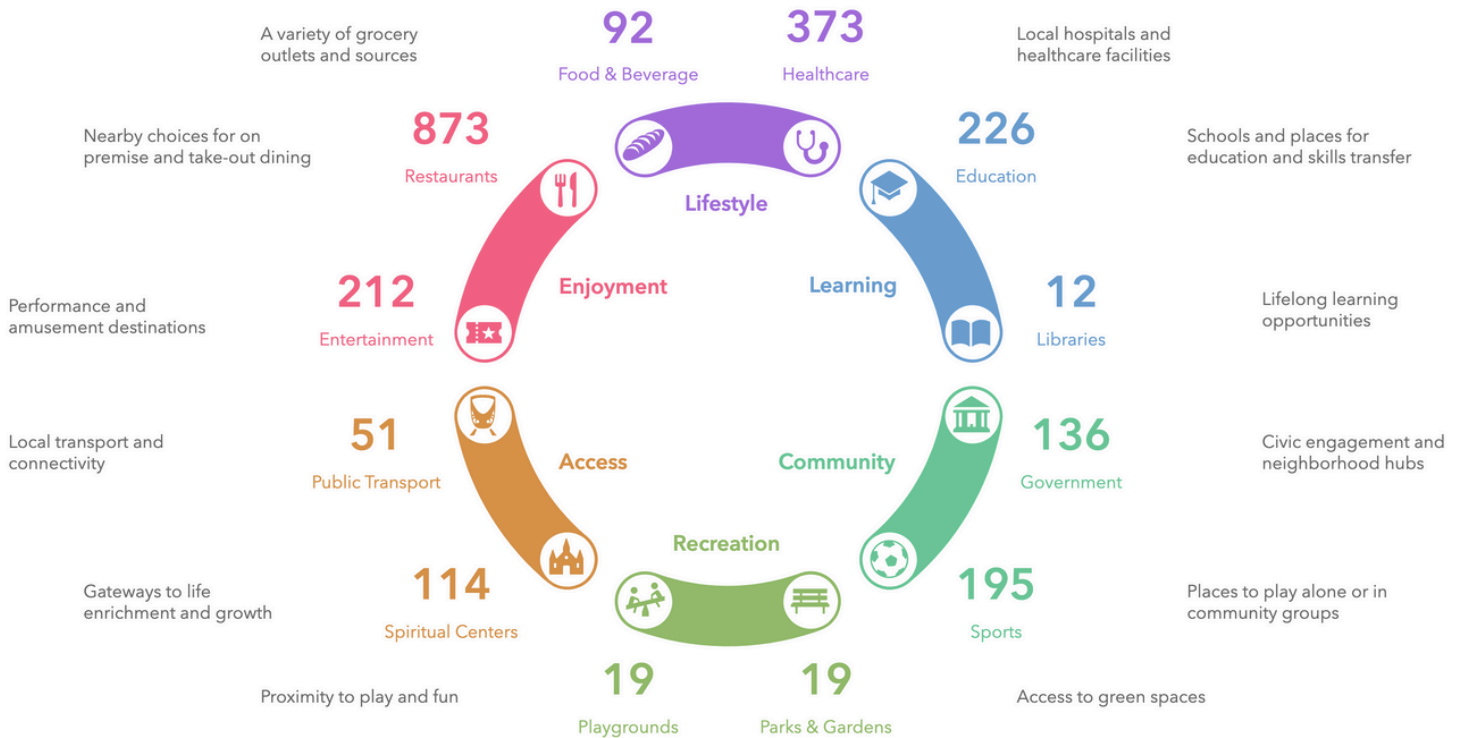 A variety of grocery
outlets and sources
92
Food & Beverage
373
Healthcare
Local hospitals and
healthcare facilities
Nearby choices for on
premise and take-out dining
873
Restaurants
226
Education
Schools and places for
education and skills transfer
Lifestyle
Enjoyment
Learning
Performance and
amusement destinations
212
Entertainment
12
Libraries
Lifelong learning
opportunities
Local transport and
connectivity
51
Public Transport
Access
Community
136
Government
Civic engagement and
neighborhood hubs
Recreation
Gateways to life
enrichment and growth
114
Spiritual Centers
195
Sports
Places to play alone or in
community groups
Proximity to play and fun
19
Playgrounds
19
Parks & Gardens
Access to green spaces